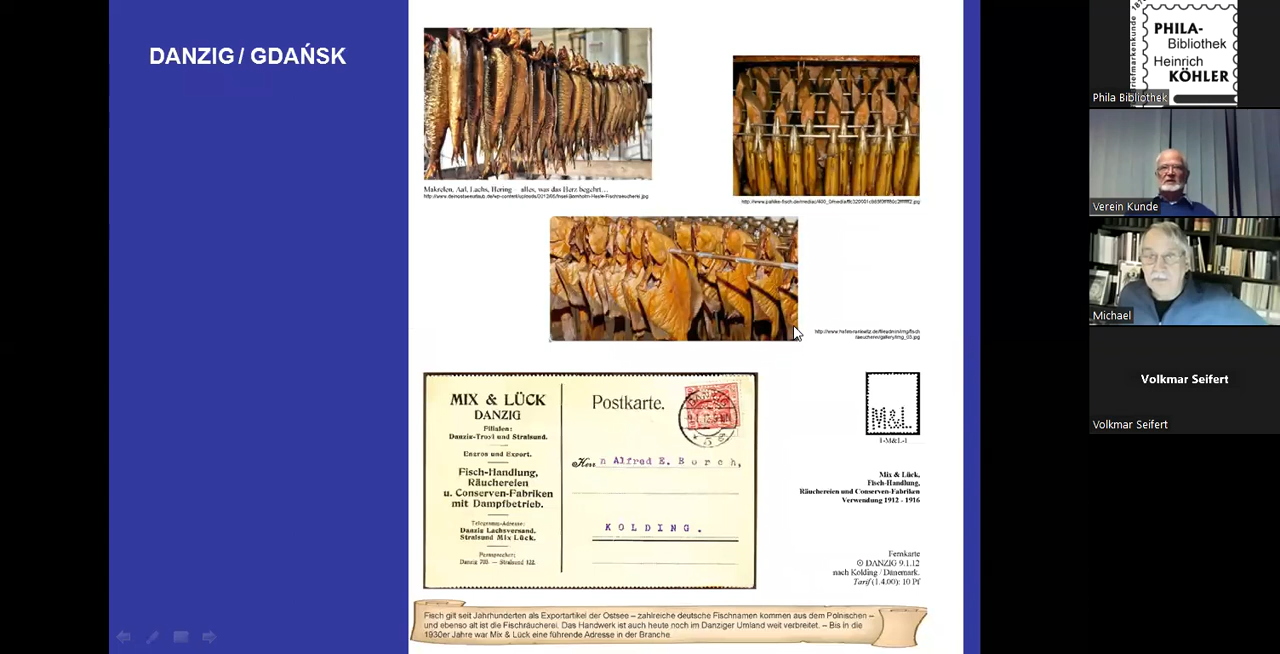 DANZIG / GDAŃSK
Makrelen, Aal, Lachs, Hering – alles, was das Herz begehrt…
MIX & LÜCK
DANZIG
Filialen:
Danzig-Troyl und Stralsund.
Engros und Export.
Fisch-Handlung,
Räuchereien
u. Conserven-Fabriken
mit Dampfbetrieb.
Telegramm-Adresse:
Danzig Lachsversand.
Stralsund Mix Lück.
Fernsprecher:
Danzig 700. — Stralsund 122.
Postkarte.
Herrn Alfred E. Borch,
KOLDING.
M&L
1-M&L-1
Mix & Lück,
Fisch-Handlung,
Räuchereien und Conserven-Fabriken
Verwendung 1912 - 1916
Fernkarte
DANZIG 9.1.12
nach Kolding / Dänemark.
Tarif (1.4.00): 10 Pf
Fisch gilt seit Jahrhunderten als Exportartikel der Ostsee – zahlreiche deutsche Fischnamen kommen aus dem Polnischen –
und ebenso alt ist die Fischräucherei. Das Handwerk ist auch heute noch im Danziger Umland weit verbreitet. – Bis in die
1930er Jahre war Mix & Lück eine führende Adresse in der Branche.
PHILA-
Bibliothek
Heinrich
KÖHLER
Phila Bibliothek
Verein Kunde
Michael
Volkmar Seifert
Volkmar Seifert